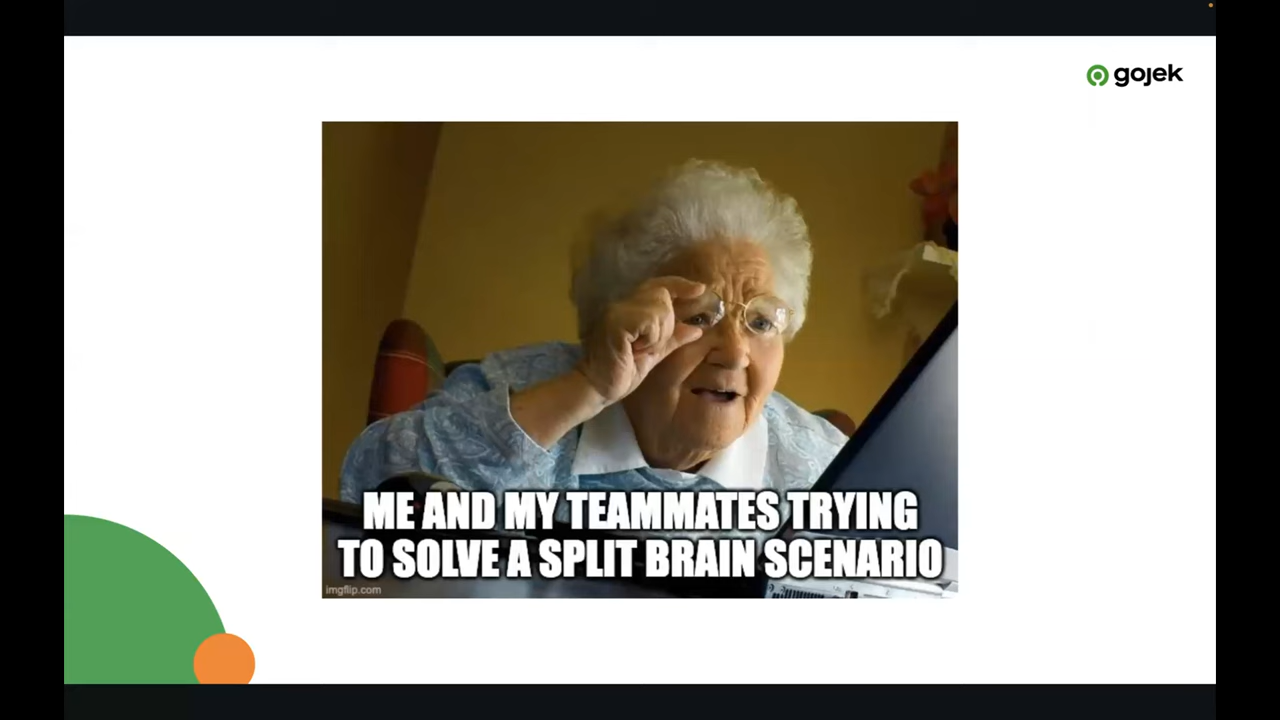 gojek
ME AND MY TEAMMATES TRYING
TO SOLVE A SPLIT BRAIN SCENARIO
imgflip.com